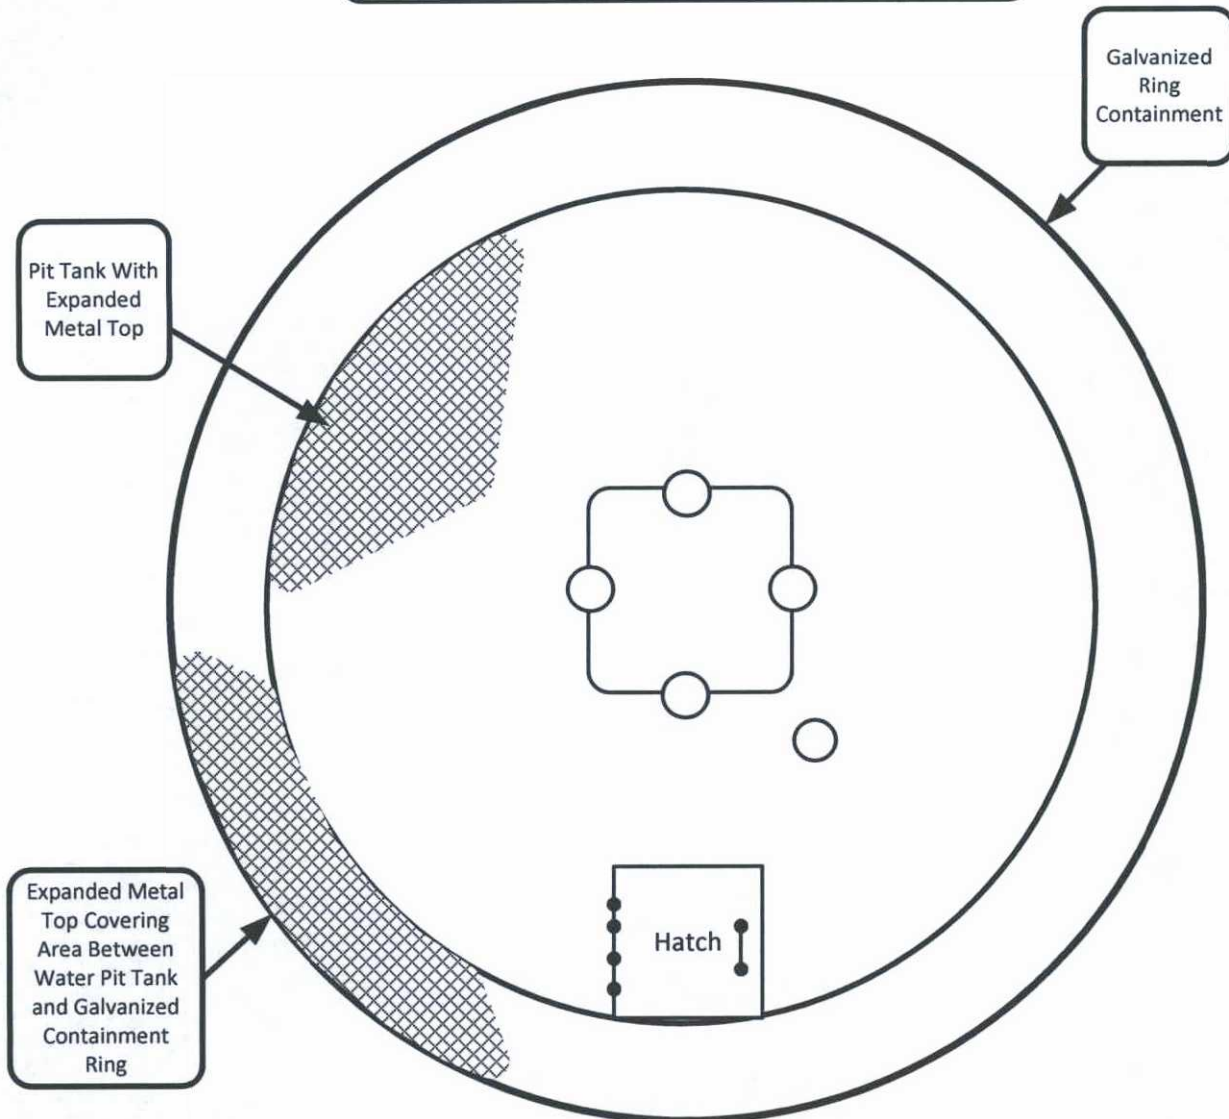 Galvanized
Ring
Containment
Pit Tank With
Expanded
Metal Top
Expanded Metal
Top Covering
Area Between
Water Pit Tank
and Galvanized
Containment
Ring
Hatch